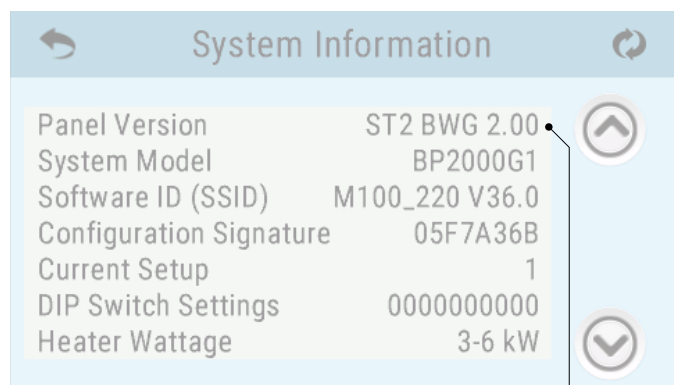 System Information
Panel Version ST2 BWG 2.00
System Model BP2000G1
Software ID (SSID) M100_220 V36.0
Configuration Signature 05F7A36B
Current Setup 1
DIP Switch Settings 0000000000
Heater Wattage 3-6 kW